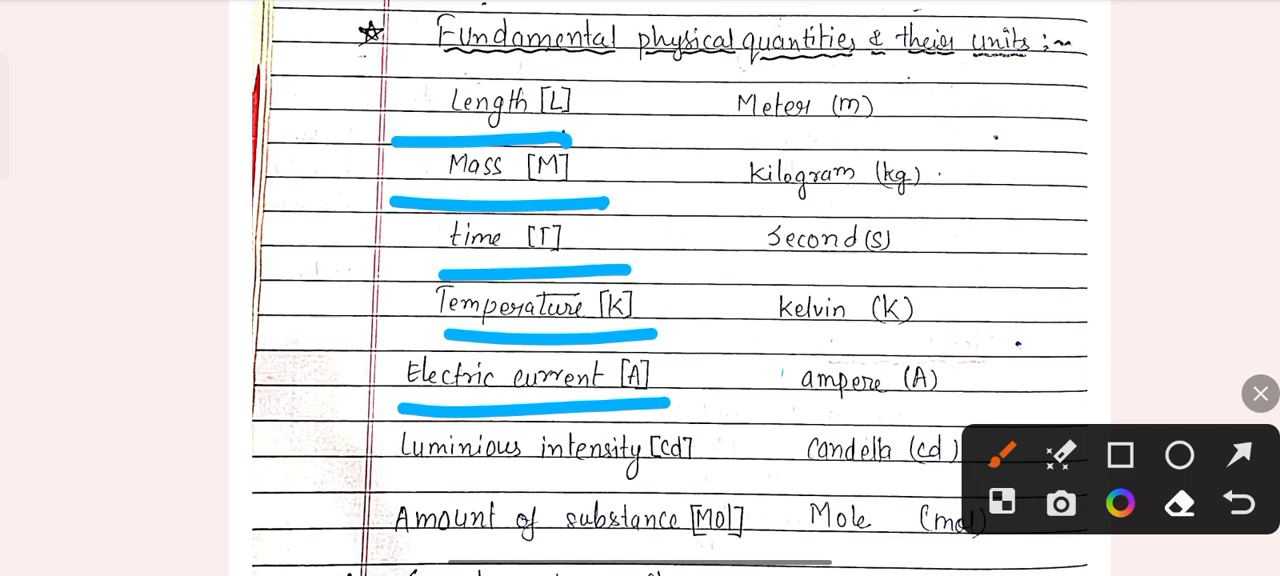 ☆ Fundamental physical quantities & their units :~
Length [L] Meter (m)
Mass [M] kilogram (kg)
time [T] Second (s)
Temperature [K] kelvin (K)
Electric current [A] ampere (A)
Luminious intensity [Cd] Candella (cd)
Amount of substance [Mol] Mole (mol)